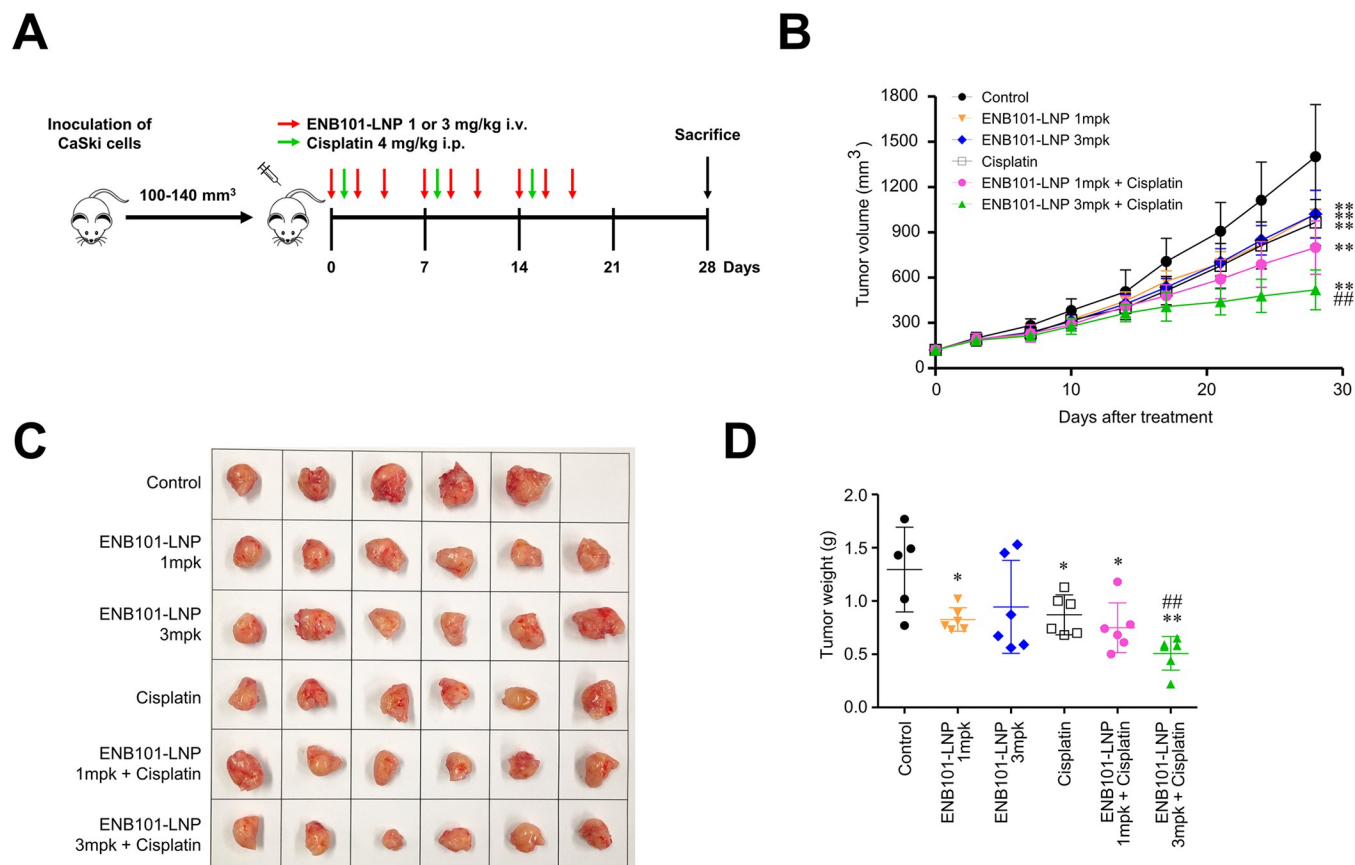 A
Inoculation of
CaSki cells
100-140 mm³
ENB101-LNP 1 or 3 mg/kg i.v.
Cisplatin 4 mg/kg i.p.
Sacrifice
0
7
14
21
28
Days
B
Tumor volume (mm³)
1800
1500
1200
900
600
300
0
Control
ENB101-LNP 1mpk
ENB101-LNP 3mpk
Cisplatin
ENB101-LNP 1mpk + Cisplatin
ENB101-LNP 3mpk + Cisplatin
**
**
**
**
**
##
0
10
20
30
Days after treatment
C
Control
ENB101-LNP
1mpk
ENB101-LNP
3mpk
Cisplatin
ENB101-LNP
1mpk + Cisplatin
ENB101-LNP
3mpk + Cisplatin
D
Tumor weight (g)
2.0
1.5
1.0
0.5
0.0
*
*
*
##
**
Control
ENB101-LNP
1mpk
ENB101-LNP
3mpk
Cisplatin
ENB101-LNP
1mpk + Cisplatin
ENB101-LNP
3mpk + Cisplatin